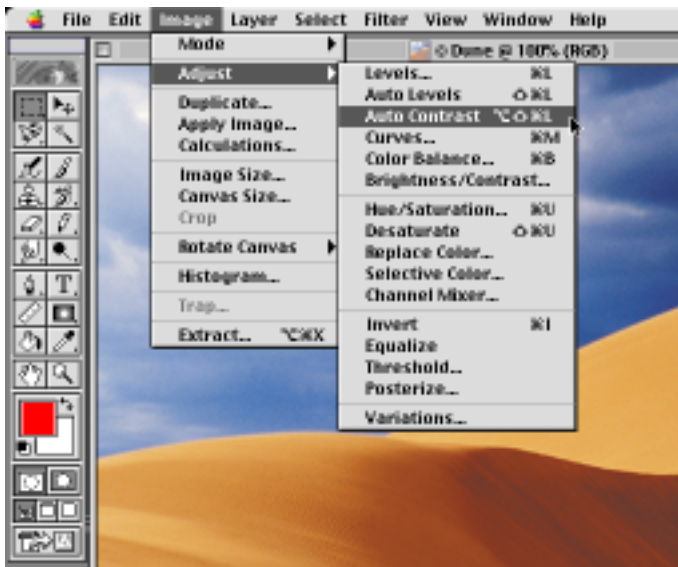 File Edit Image Layer Select Filter View Window Help
Dune @ 100% (RGB)
Mode
Adjust
Duplicate...
Apply Image...
Calculations...
Image Size...
Canvas Size...
Crop
Rotate Canvas
Histogram...
Trap...
Extract... ⌥⌘X
Levels... ⌘L
Auto Levels ⇧⌘L
Auto Contrast ⌥⇧⌘L
Curves... ⌘M
Color Balance... ⌘B
Brightness/Contrast...
Hue/Saturation... ⌘U
Desaturate ⇧⌘U
Replace Color...
Selective Color...
Channel Mixer...
Invert ⌘I
Equalize
Threshold...
Posterize...
Variations...
T